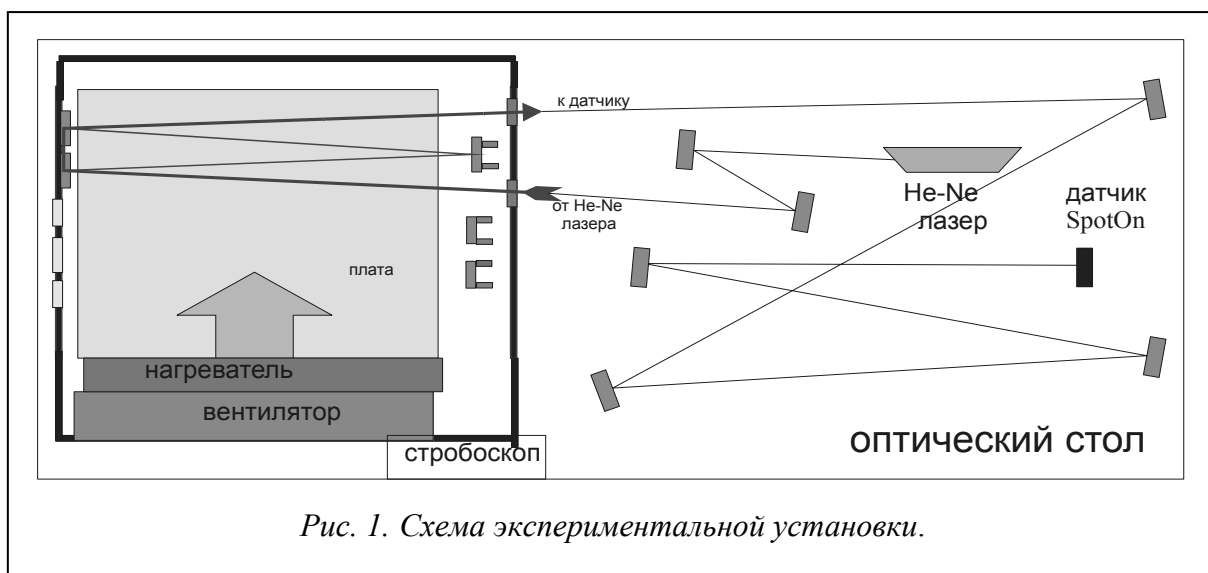 к датчику
от He-Ne
лазера
He-Ne
лазер
датчик
SpotOn
плата
нагреватель
вентилятор
стробоскоп
оптический стол
Рис. 1. Схема экспериментальной установки.